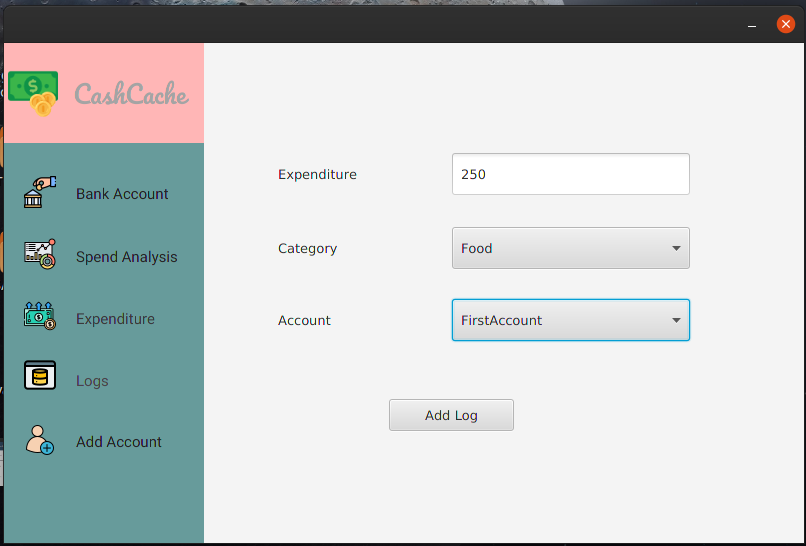 CashCache
Bank Account
Spend Analysis
Expenditure
Logs
Add Account
Expenditure
250
Category
Food
Account
FirstAccount
Add Log